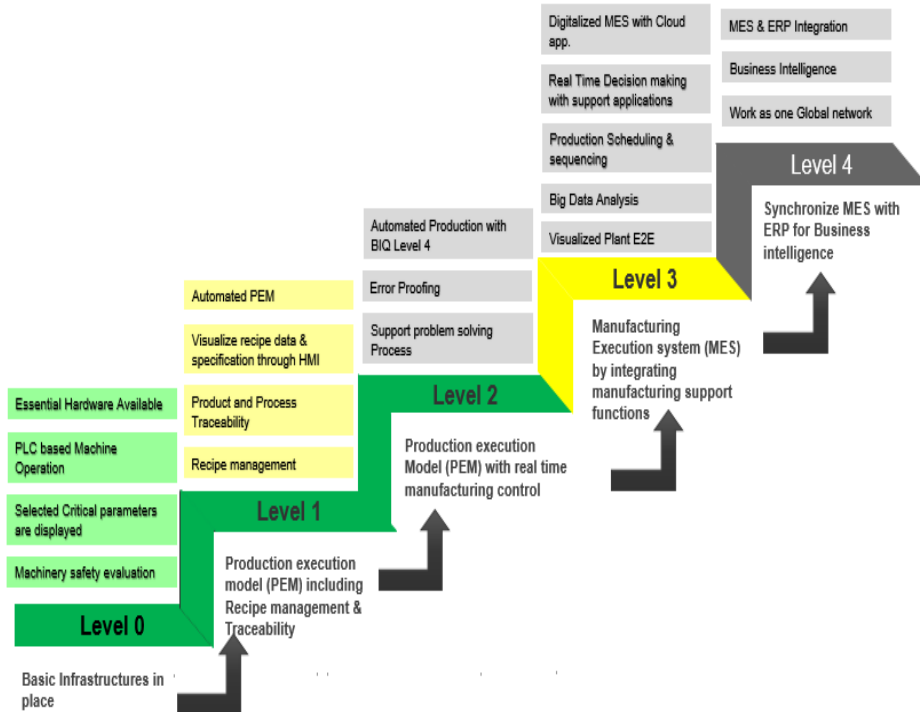 Digitalized MES with Cloud
app.
Real Time Decision making
with support applications
Production Scheduling &
sequencing
Big Data Analysis
Visualized Plant E2E
MES & ERP Integration
Business Intelligence
Work as one Global network
Level 4
Synchronize MES with
ERP for Business
intelligence
Automated Production with
BIQ Level 4
Error Proofing
Support problem solving
Process
Level 3
Manufacturing
Execution system (MES)
by integrating
manufacturing support
functions
Automated PEM
Visualize recipe data &
specification through HMI
Product and Process
Traceability
Recipe management
Level 2
Production execution
Model (PEM) with real time
manufacturing control
Essential Hardware Available
PLC based Machine
Operation
Selected Critical parameters
are displayed
Machinery safety evaluation
Level 1
Production execution
model (PEM) including
Recipe management &
Traceability
Level 0
Basic Infrastructures in
place